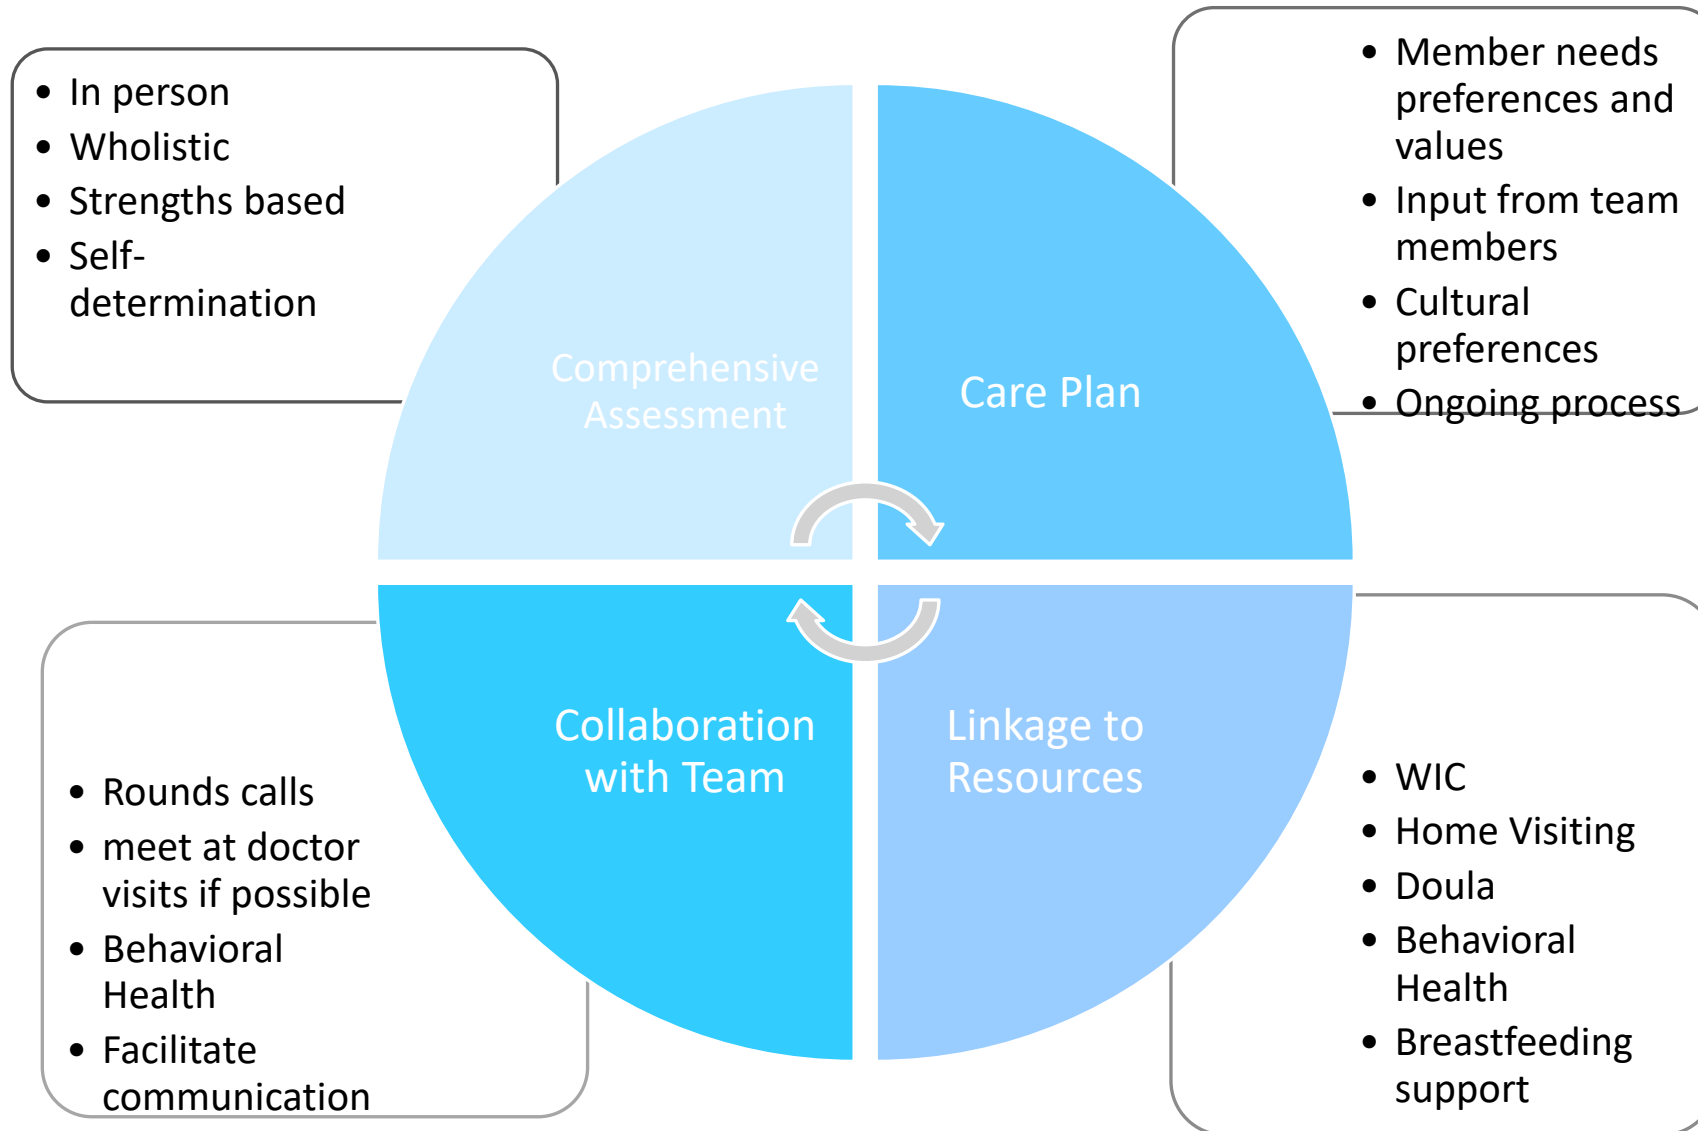 • In person
• Wholistic
• Strengths based
• Self-
determination
Comprehensive
Assessment
• Member needs
preferences and
values
• Input from team
members
• Cultural
preferences
• Ongoing process
Care Plan
Collaboration
with Team
• Rounds calls
• meet at doctor
visits if possible
• Behavioral
Health
• Facilitate
communication
Linkage to
Resources
• WIC
• Home Visiting
• Doula
• Behavioral
Health
• Breastfeeding
support